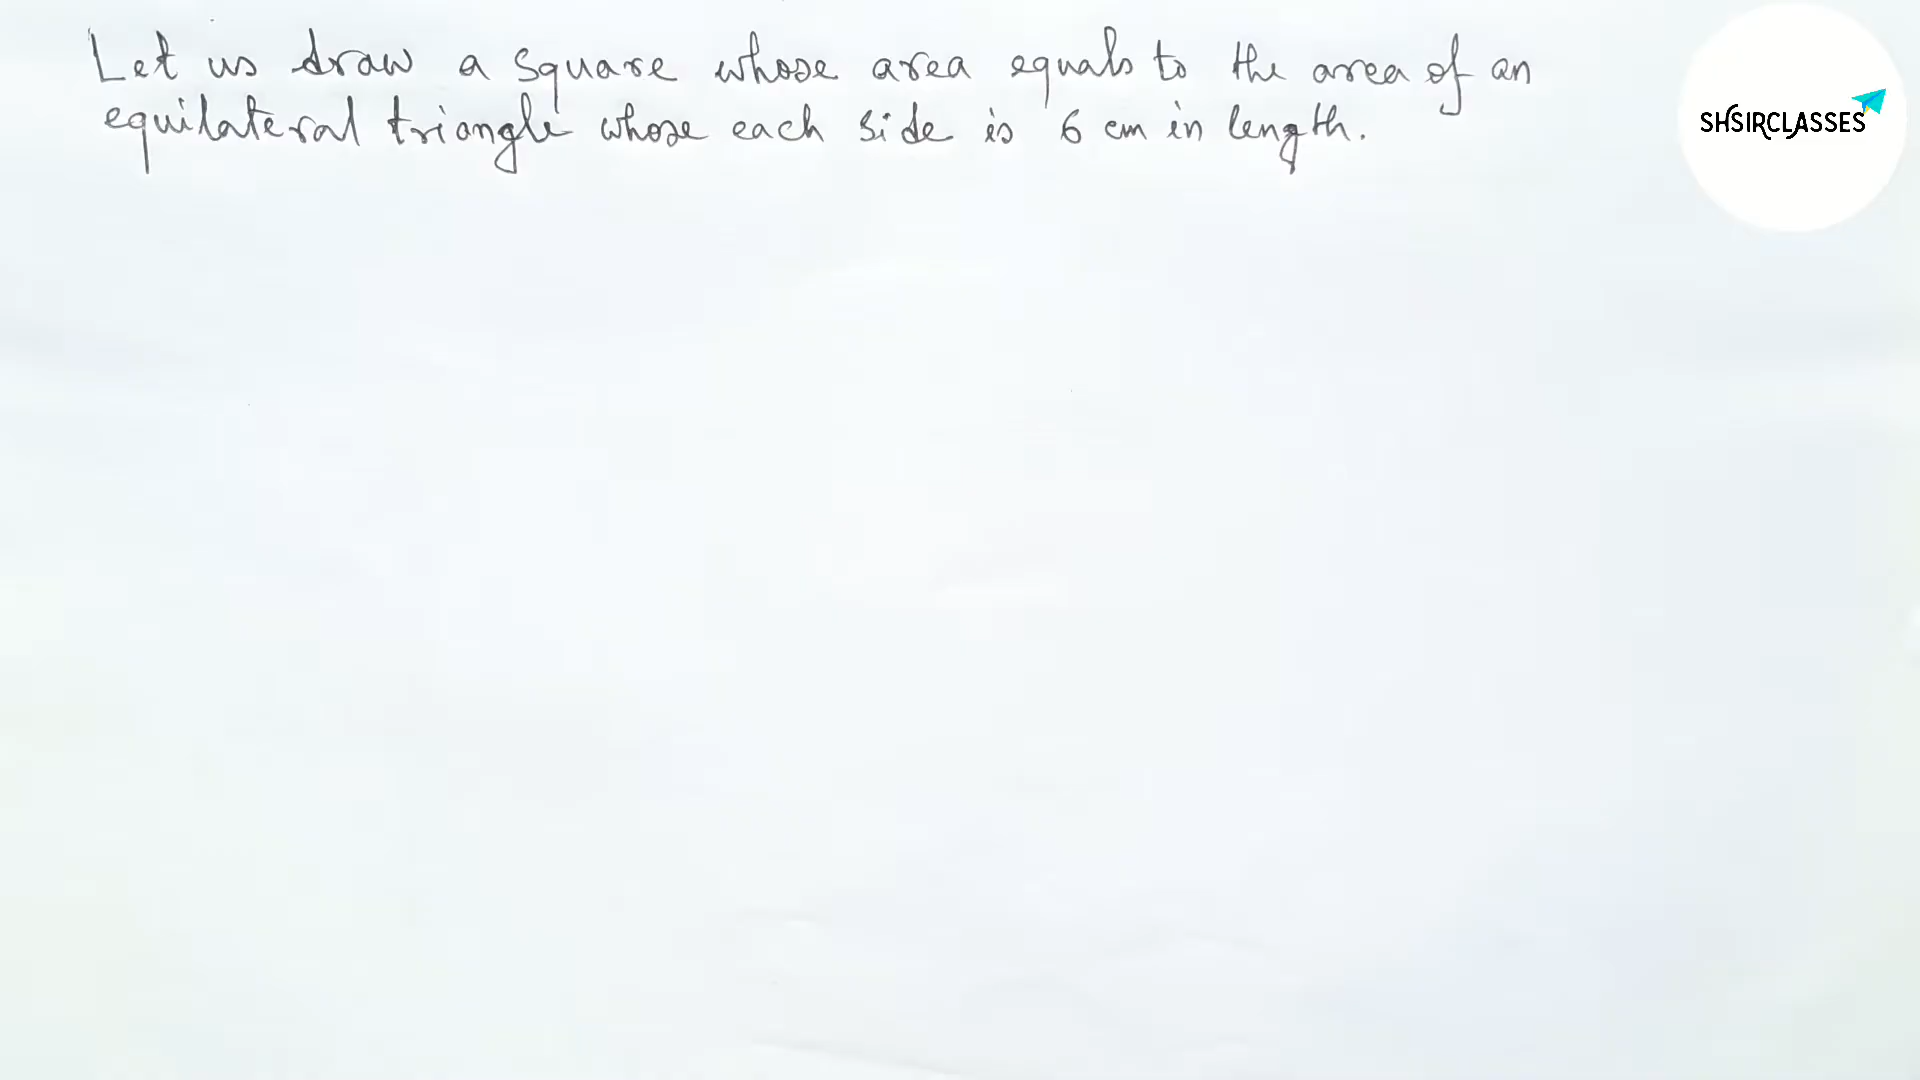 Let us draw a square whose area equals to the area of an
equilateral triangle whose each side is 6 cm in length.
SHSIRCLASSES